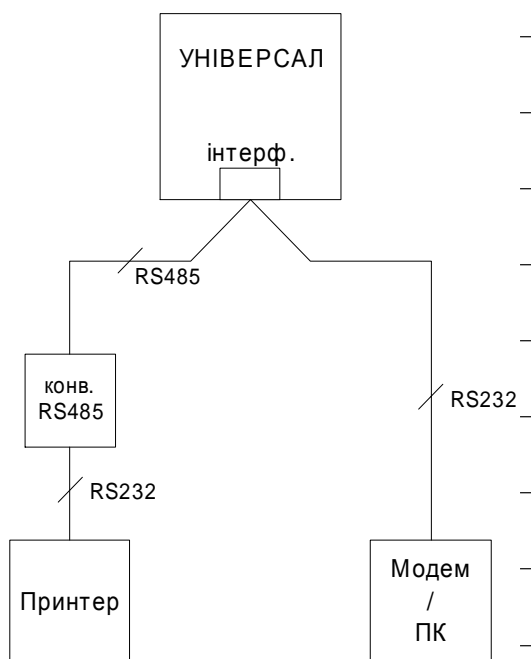 УНІВЕРСАЛ
інтерф.
RS485
конв.
RS485
RS232
RS232
Принтер
Модем
/
ПК